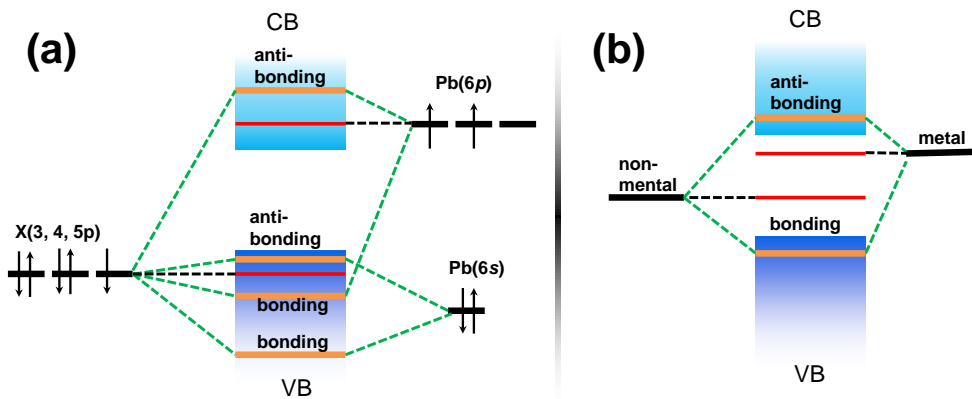 (a)
CB
anti-
bonding
Pb(6p)
X(3, 4, 5p)
anti-
bonding
Pb(6s)
bonding
bonding
VB
(b)
CB
anti-
bonding
non-
mental
metal
bonding
VB